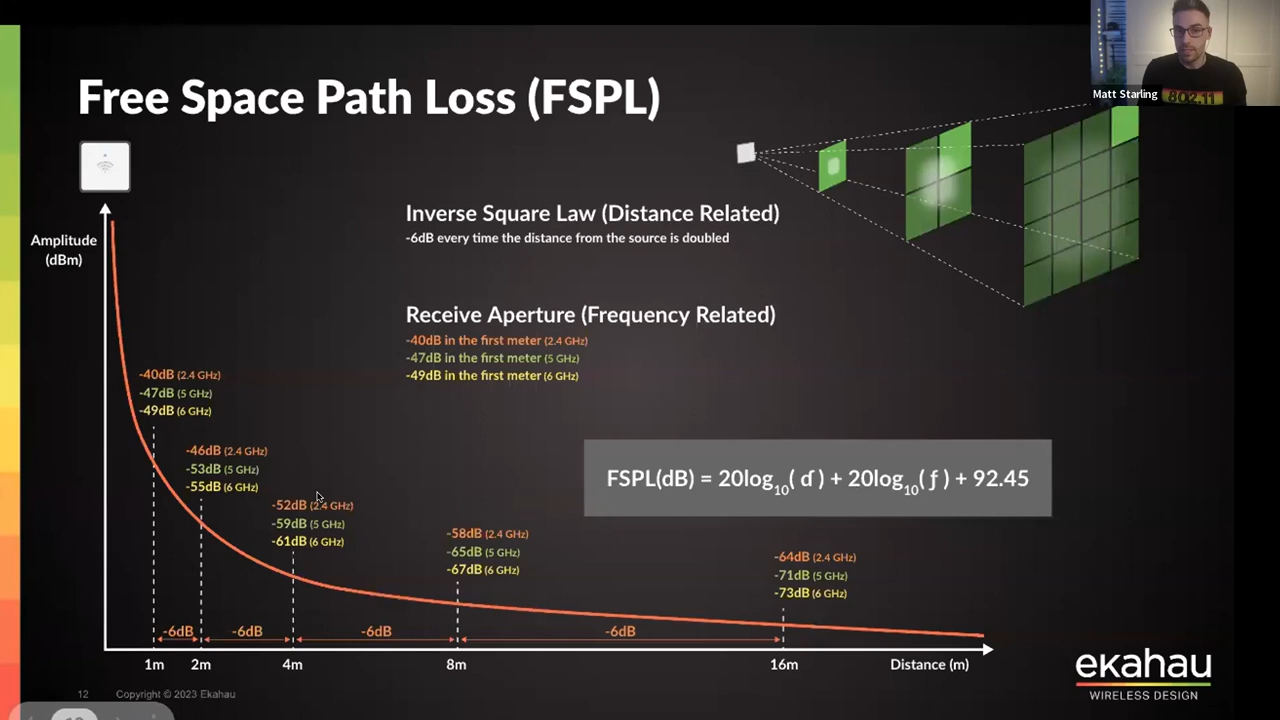 Free Space Path Loss (FSPL)
Matt Starling
802.11
Amplitude
(dBm)
Inverse Square Law (Distance Related)
-6dB every time the distance from the source is doubled
Receive Aperture (Frequency Related)
-40dB in the first meter (2.4 GHz)
-47dB in the first meter (5 GHz)
-49dB in the first meter (6 GHz)
-40dB (2.4 GHz)
-47dB (5 GHz)
-49dB (6 GHz)
-46dB (2.4 GHz)
-53dB (5 GHz)
-55dB (6 GHz)
-52dB (2.4 GHz)
-59dB (5 GHz)
-61dB (6 GHz)
-58dB (2.4 GHz)
-65dB (5 GHz)
-67dB (6 GHz)
-64dB (2.4 GHz)
-71dB (5 GHz)
-73dB (6 GHz)
FSPL(dB) = 20log10( d ) + 20log10( f ) + 92.45
-6dB -6dB -6dB -6dB
1m 2m 4m 8m 16m Distance (m)
ekahau
WIRELESS DESIGN
12 Copyright © 2023 Ekahau